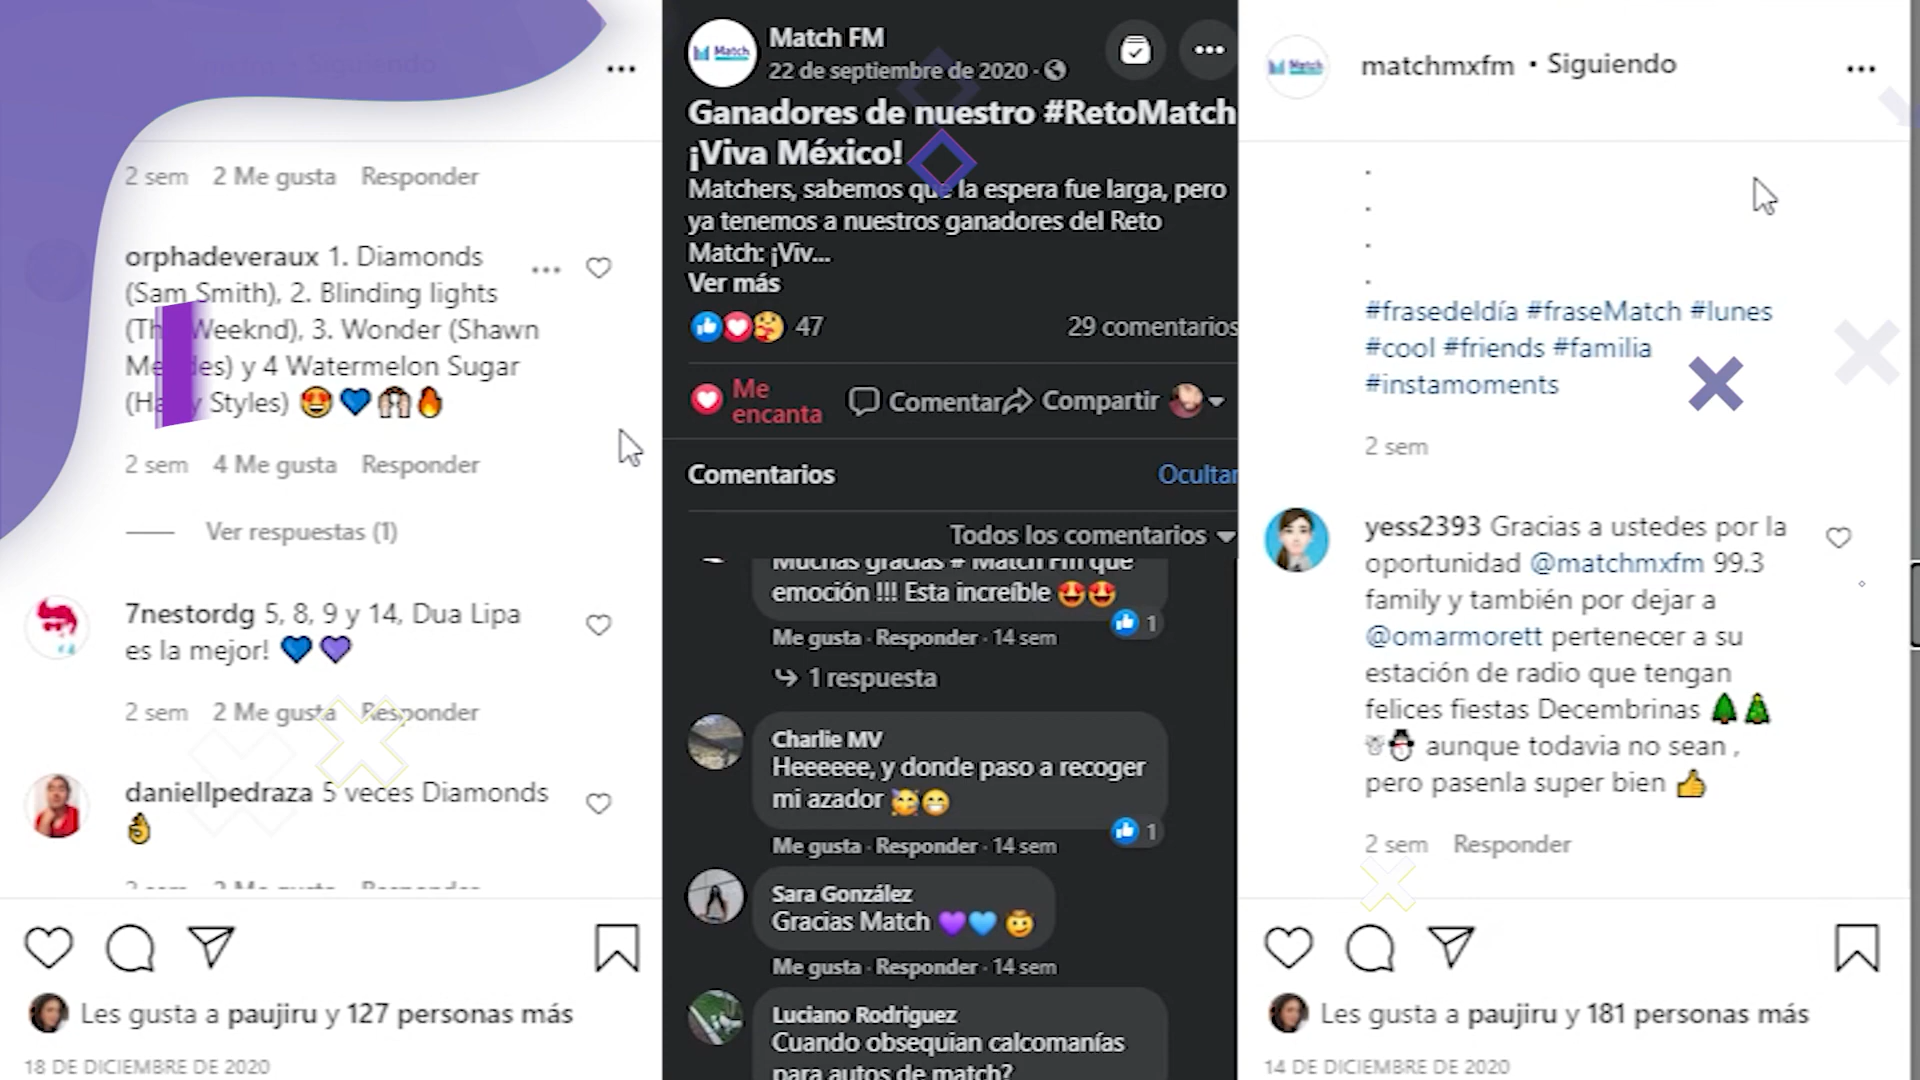 Siguiendo
2 sem 2 Me gusta Responder
orphadeveraux 1. Diamonds
(Sam Smith), 2. Blinding lights
Weeknd), 3. Wonder (Shawn
y 4 Watermelon Sugar
Styles) 😍💙🙌🔥
2 sem 4 Me gusta Responder
Ver respuestas (1)
7nestordg 5, 8, 9 y 14, Dua Lipa
es la mejor! 💙💜
2 sem 2 Me gusta Responder
daniellpedraza 5 veces Diamonds
👌
2 sem 2 Me gusta Responder
Les gusta a paujiru y 127 personas más
18 DE DICIEMBRE DE 2020
Match
Match FM
22 de septiembre de 2020 ·
Ganadores de nuestro #RetoMatch
¡Viva México!
Matchers, sabemos que la espera fue larga, pero
ya tenemos a nuestros ganadores del Reto
Match: ¡Viv...
Ver más
47 29 comentarios
Me encanta Comentar Compartir
Comentarios Ocultar
Todos los comentarios
Muchas gracias # Match Fm que
emoción !!! Esta increíble 🤩🤩
1
Me gusta · Responder · 14 sem
1 respuesta
Charlie MV
Heeeeee, y donde paso a recoger
mi azador 🥳😁
1
Me gusta · Responder · 14 sem
Sara González
Gracias Match 💜💙🤠
Me gusta · Responder · 14 sem
Luciano Rodriguez
Cuando obsequian calcomanías
para autos de match?
Match
matchmxfm • Siguiendo
.
.
.
.
#frasedeldía #fraseMatch #lunes
#cool #friends #familia
#instamoments
2 sem
yess2393 Gracias a ustedes por la
oportunidad @matchmxfm 99.3
family y también por dejar a
@omarmorett pertenecer a su
estación de radio que tengan
felices fiestas Decembrinas 🌲🎄
☃⛄ aunque todavia no sean ,
pero pasenla super bien 👍
2 sem Responder
Les gusta a paujiru y 181 personas más
14 DE DICIEMBRE DE 2020